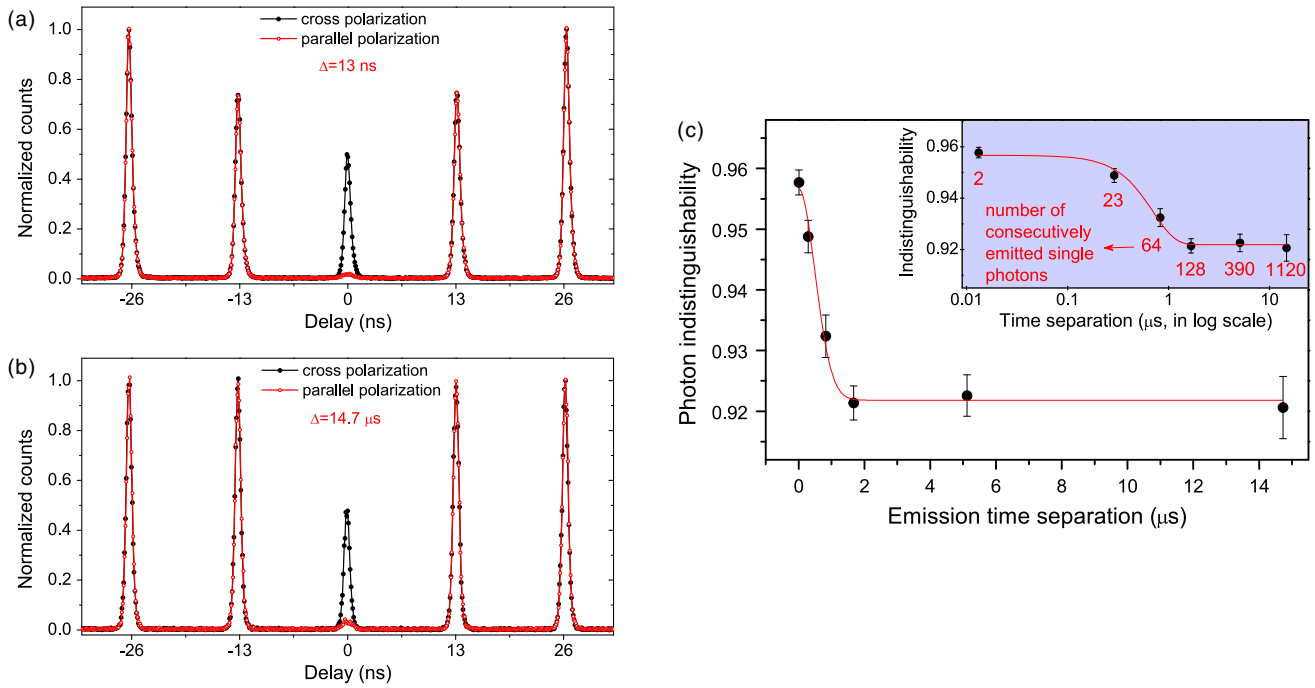 (a)
cross polarization
parallel polarization
Δ=13 ns
Normalized counts
1.0
0.8
0.6
0.4
0.2
0.0
-26
-13
0
13
26
Delay (ns)
(b)
cross polarization
parallel polarization
Δ=14.7 μs
Normalized counts
1.0
0.8
0.6
0.4
0.2
0.0
-26
-13
0
13
26
Delay (ns)
(c)
Photon indistinguishability
0.96
0.95
0.94
0.93
0.92
0
2
4
6
8
10
12
14
Emission time separation (μs)
Indistinguishability
0.96
0.94
0.92
2
23
64
128
390
1120
number of
consecutively
emitted single
photons
0.01
0.1
1
10
Time separation (μs, in log scale)